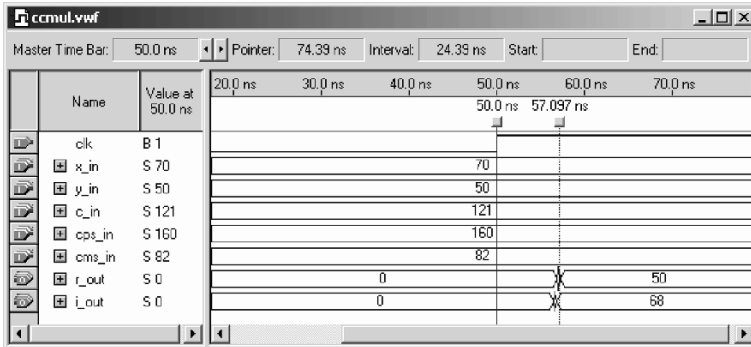 ccmul.vwf
Master Time Bar: 50.0 ns Pointer: 74.39 ns Interval: 24.39 ns Start: End:
Name Value at 50.0 ns 20.0 ns 30.0 ns 40.0 ns 50.0 ns 60.0 ns 70.0 ns
50.0 ns 57.097 ns
clk B 1
x_in S 70 70
y_in S 50 50
c_in S 121 121
cps_in S 160 160
cms_in S 82 82
r_out S 0 0 50
i_out S 0 0 68